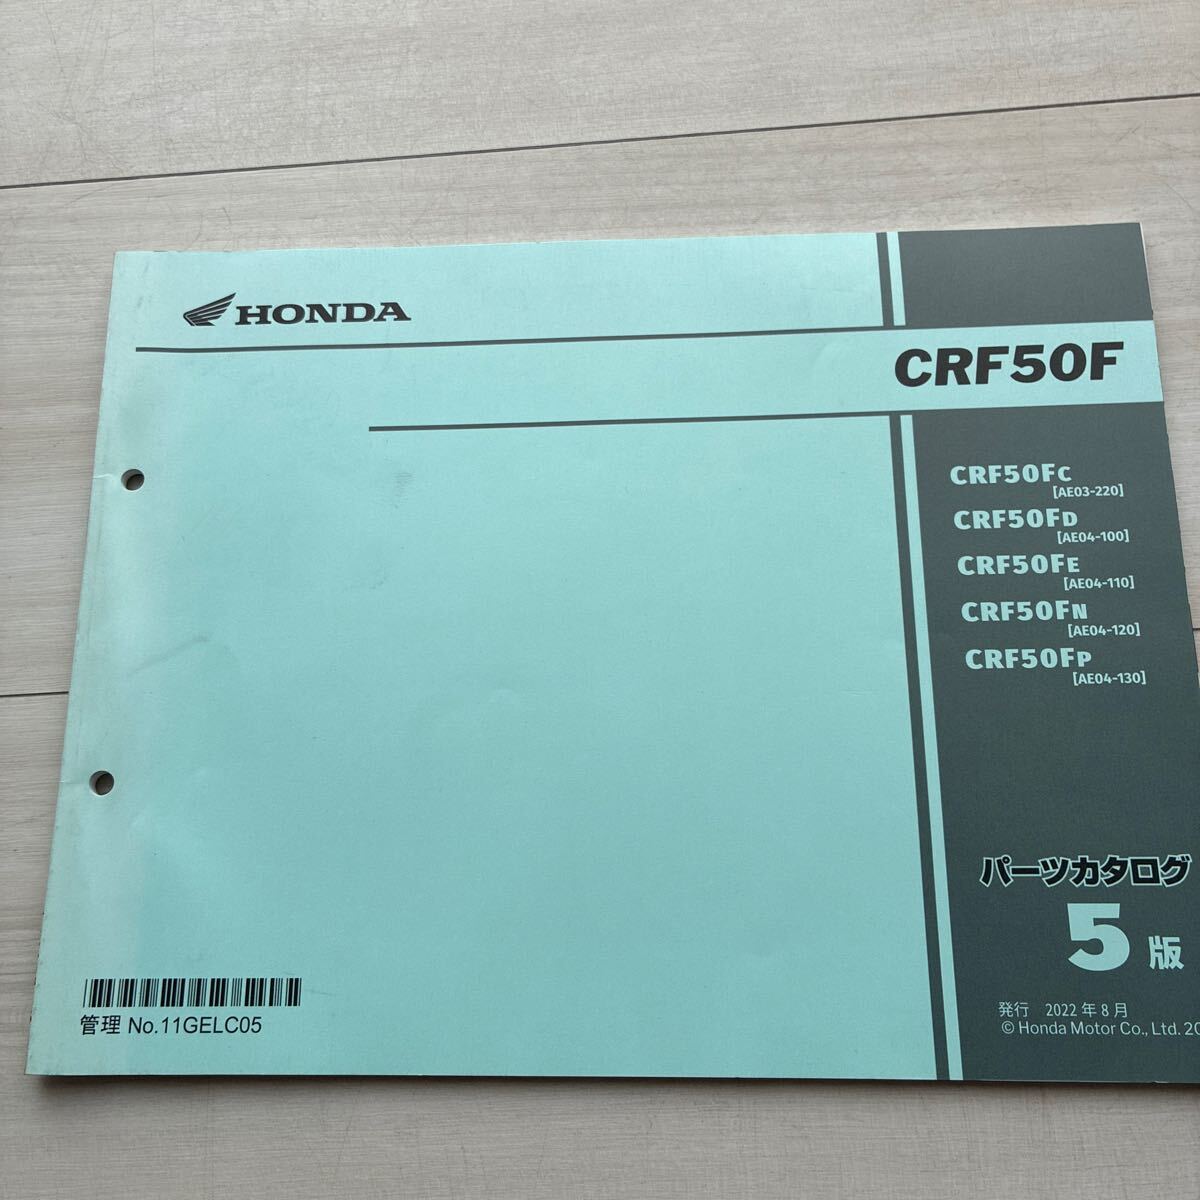 HONDA
CRF50F
CRF50FC
[AE03-220]
CRF50FD
[AE04-100]
CRF50FE
[AE04-110]
CRF50FN
[AE04-120]
CRF50FP
[AE04-130]
パーツカタログ
5版
発行 2022年8月
© Honda Motor Co., Ltd. 20
管理 No.11GELC05